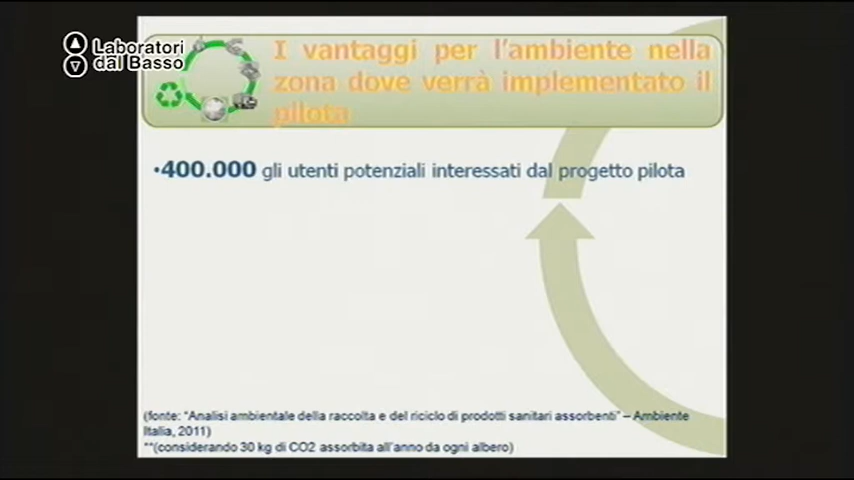 Laboratori
dal Basso
I vantaggi per l'ambiente nella
zona dove verrà implementato il
pilota
•400.000 gli utenti potenziali interessati dal progetto pilota
(fonte: "Analisi ambientale della raccolta e del riciclo di prodotti sanitari assorbenti" – Ambiente
Italia, 2011)
**(considerando 30 kg di CO2 assorbita all'anno da ogni albero)